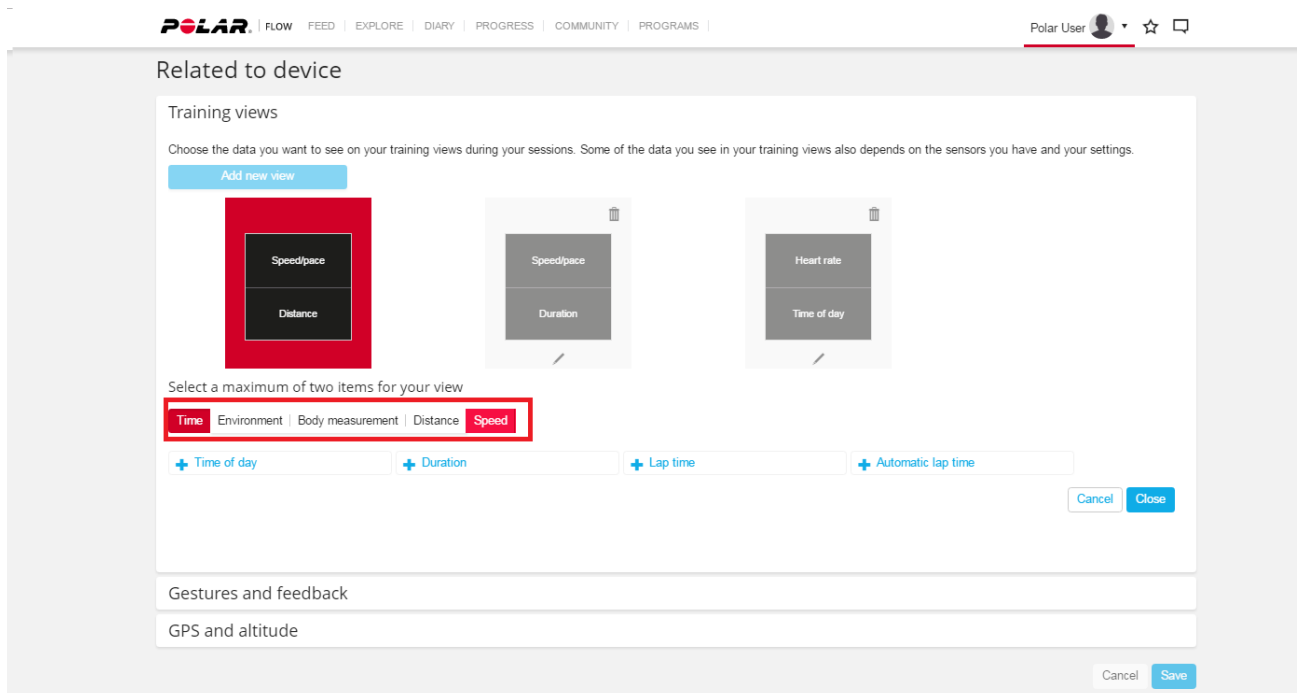 POLAR. FLOW FEED EXPLORE DIARY PROGRESS COMMUNITY PROGRAMS Polar User
Related to device
Training views
Choose the data you want to see on your training views during your sessions. Some of the data you see in your training views also depends on the sensors you have and your settings.
Add new view
Speed/pace Speed/pace Heart rate
Distance Duration Time of day
Select a maximum of two items for your view
Time Environment Body measurement Distance Speed
Time of day Duration Lap time Automatic lap time
Cancel Close
Gestures and feedback
GPS and altitude
Cancel Save